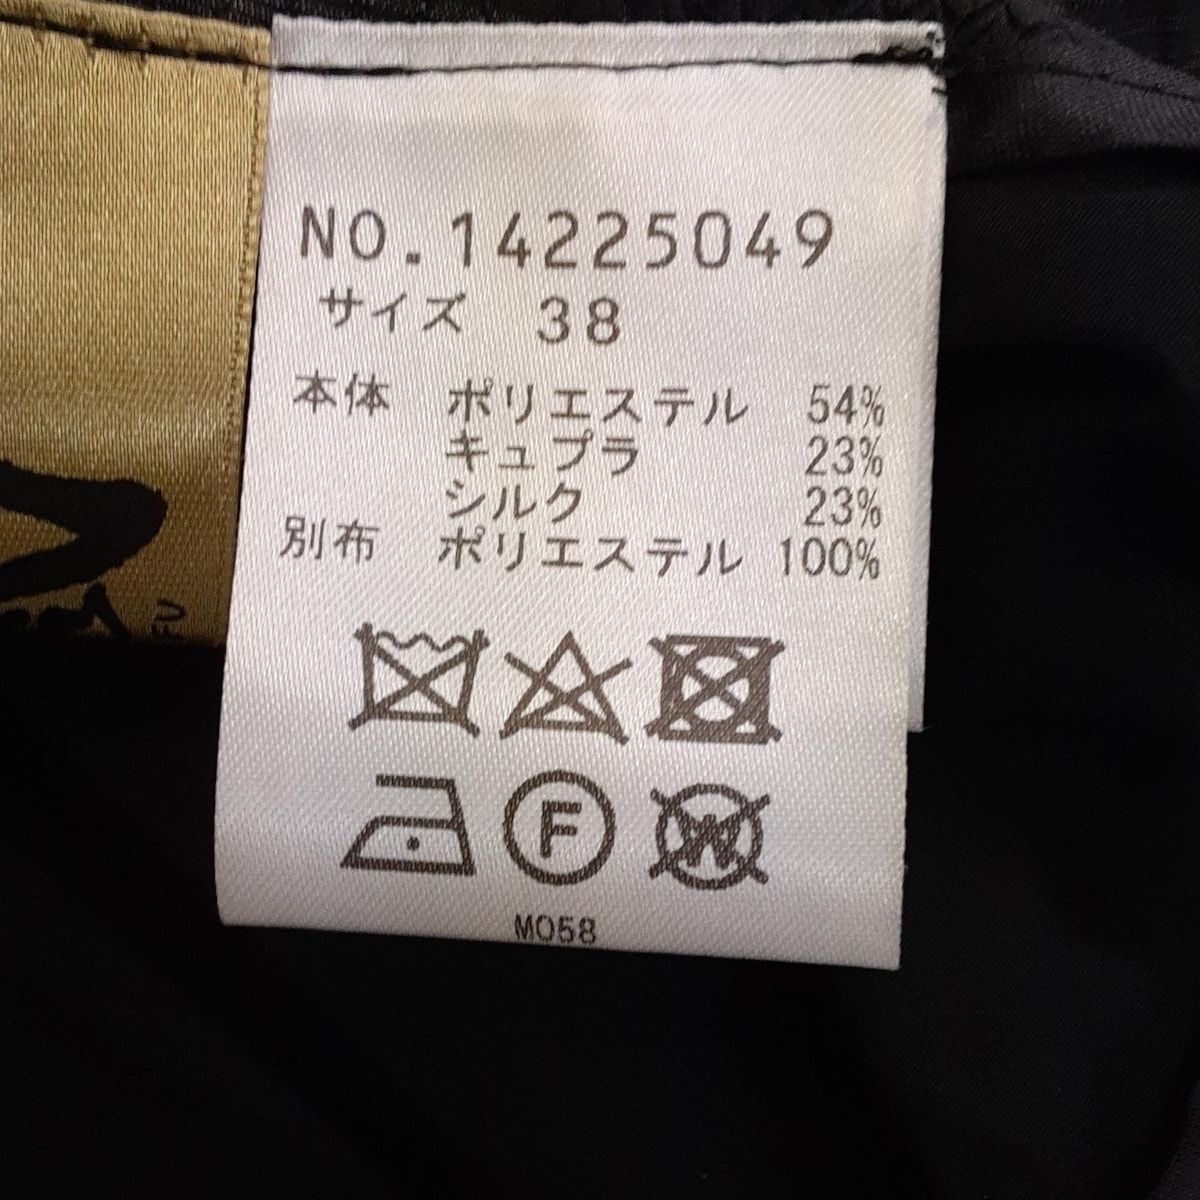 NO.14225049
サイズ 38
本体 ポリエステル 54%
キュプラ 23%
シルク 23%
別布 ポリエステル 100%
F
W
M058
FU